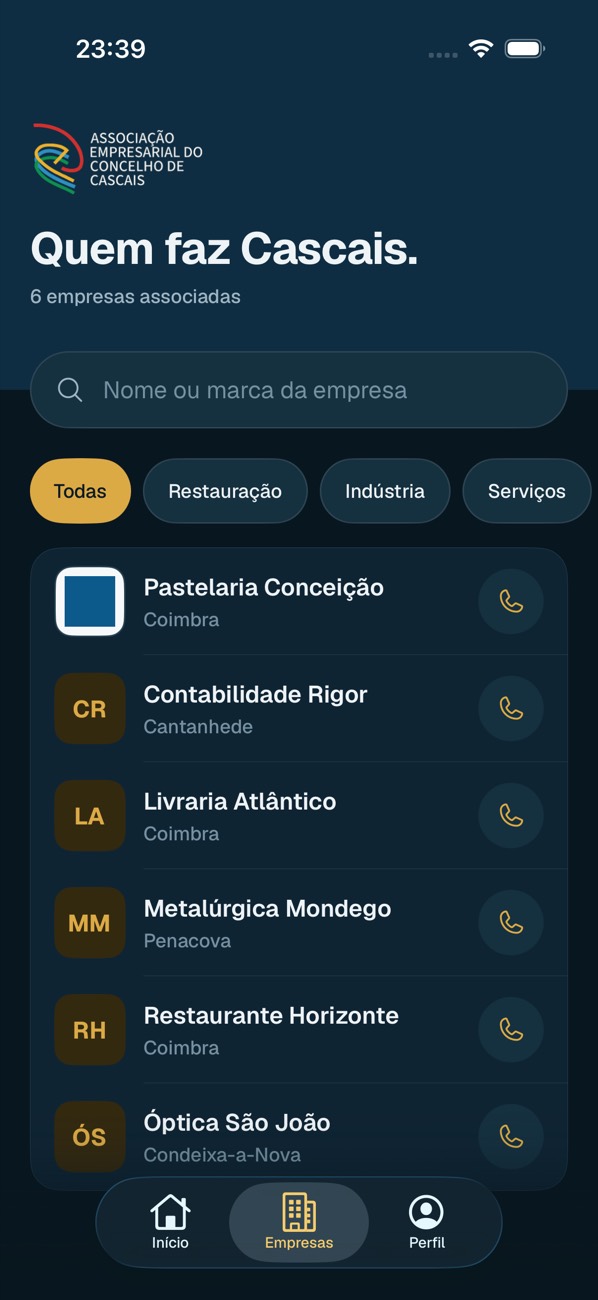 23:39
ASSOCIAÇÃO
EMPRESARIAL DO
CONCELHO DE
CASCAIS
Quem faz Cascais.
6 empresas associadas
Nome ou marca da empresa
Todas
Restauração
Indústria
Serviços
Pastelaria Conceição
Coimbra
CR
Contabilidade Rigor
Cantanhede
LA
Livraria Atlântico
Coimbra
MM
Metalúrgica Mondego
Penacova
RH
Restaurante Horizonte
Coimbra
ÓS
Óptica São João
Condeixa-a-Nova
Início
Empresas
Perfil